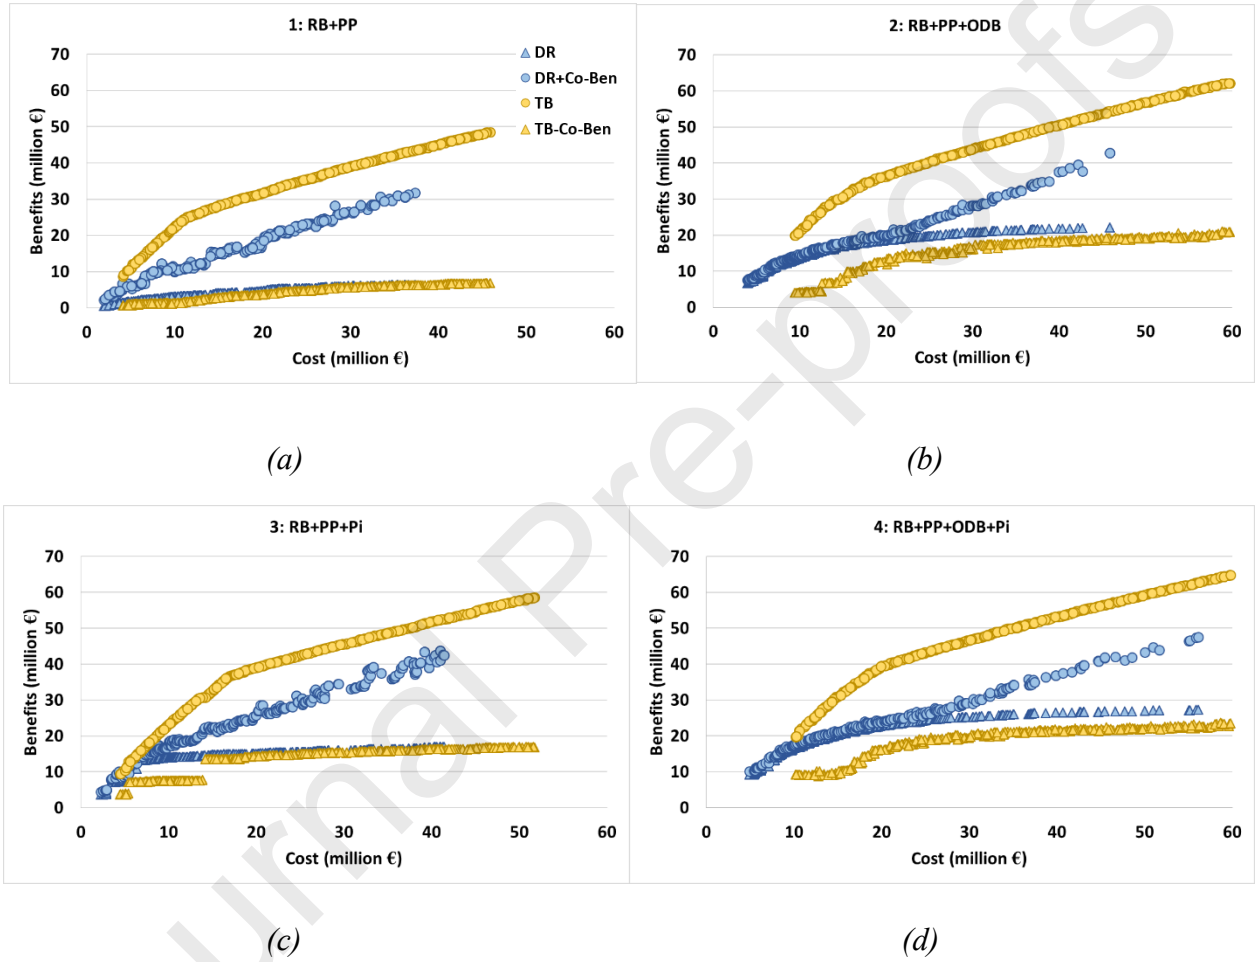 1: RB+PP
70
60
50
40
30
20
10
0
Benefits (million €)
0 10 20 30 40 50 60
Cost (million €)
DR
DR+Co-Ben
TB
TB-Co-Ben
2: RB+PP+ODB
70
60
50
40
30
20
10
0
Benefits (million €)
0 10 20 30 40 50 60
Cost (million €)
(a)
(b)
3: RB+PP+Pi
70
60
50
40
30
20
10
0
Benefits (million €)
0 10 20 30 40 50 60
Cost (million €)
4: RB+PP+ODB+Pi
70
60
50
40
30
20
10
0
Benefits (million €)
0 10 20 30 40 50 60
Cost (million €)
(c)
(d)
urnal Pre-proofs